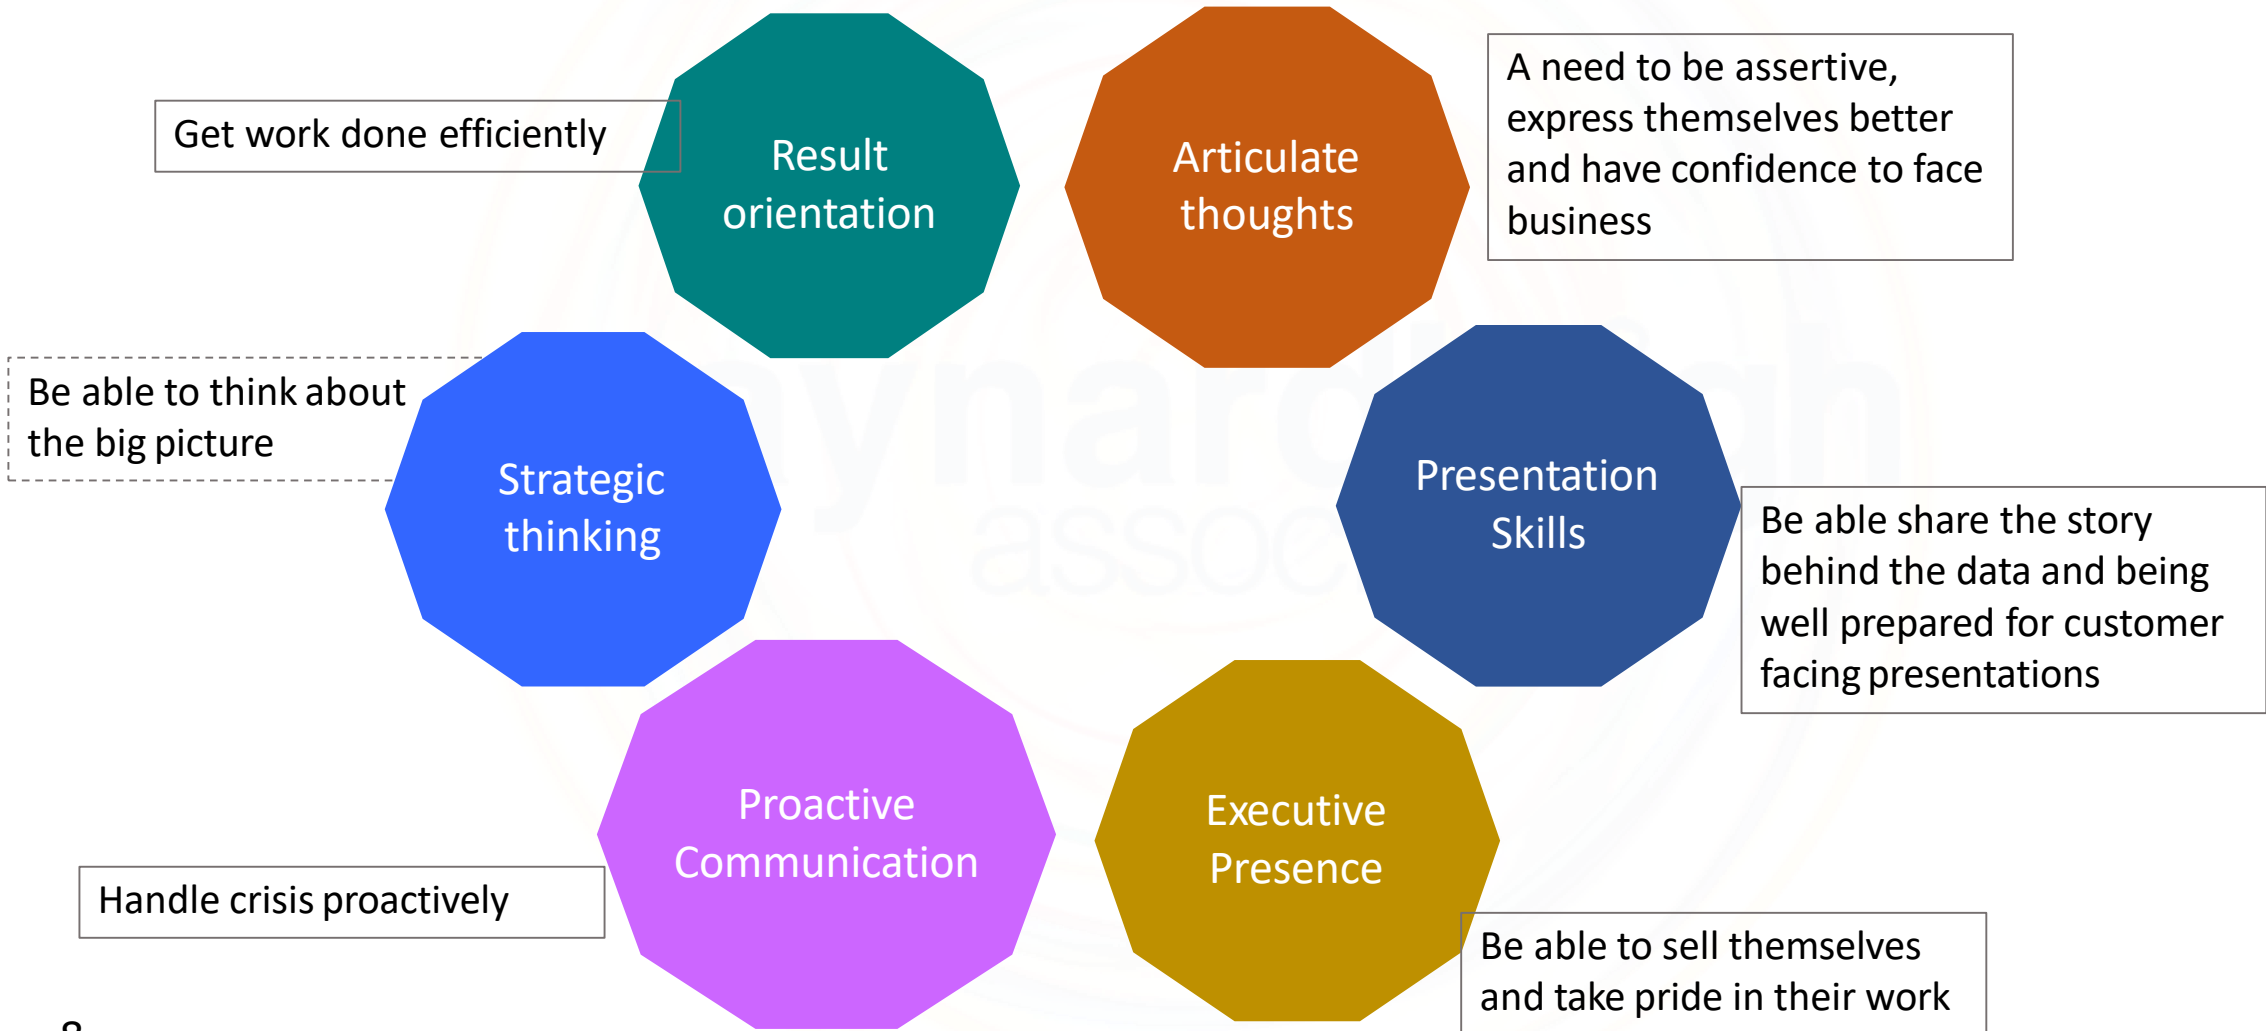 Get work done efficiently
Result
orientation
Articulate
thoughts
A need to be assertive,
express themselves better
and have confidence to face
business
Be able to think about
the big picture
Strategic
thinking
Presentation
Skills
Be able share the story
behind the data and being
well prepared for customer
facing presentations
Proactive
Communication
Handle crisis proactively
Executive
Presence
Be able to sell themselves
and take pride in their work